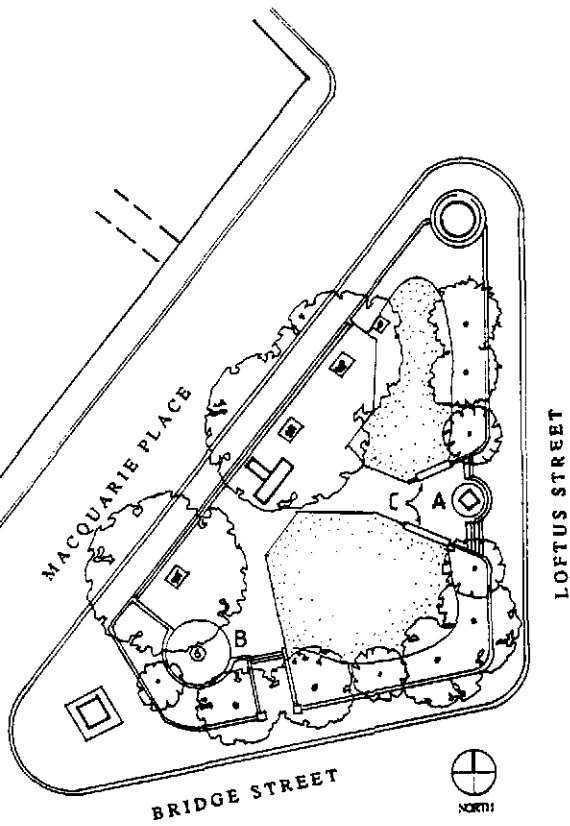 MACQUARIE PLACE
LOFTUS STREET
C A
B
BRIDGE STREET
NORTH